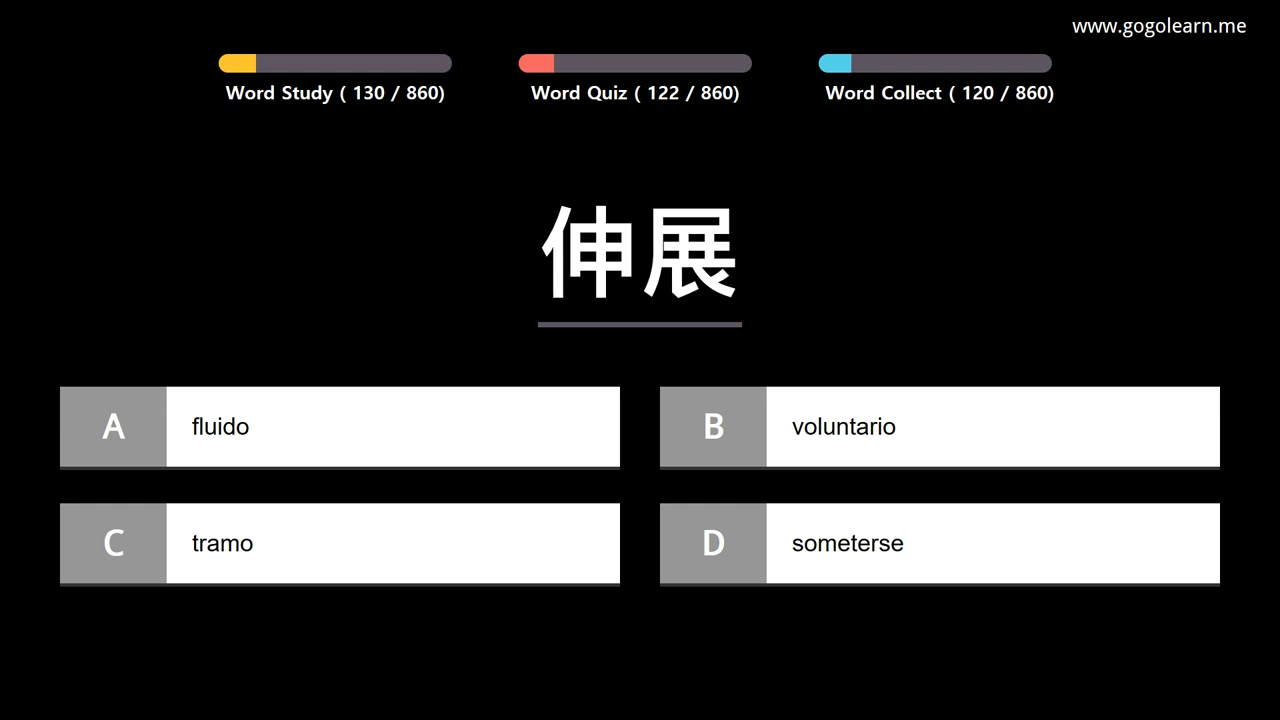 www.gogolearn.me
Word Study ( 130 / 860)
Word Quiz ( 122 / 860)
Word Collect ( 120 / 860)
伸展
A fluido
B voluntario
C tramo
D someterse